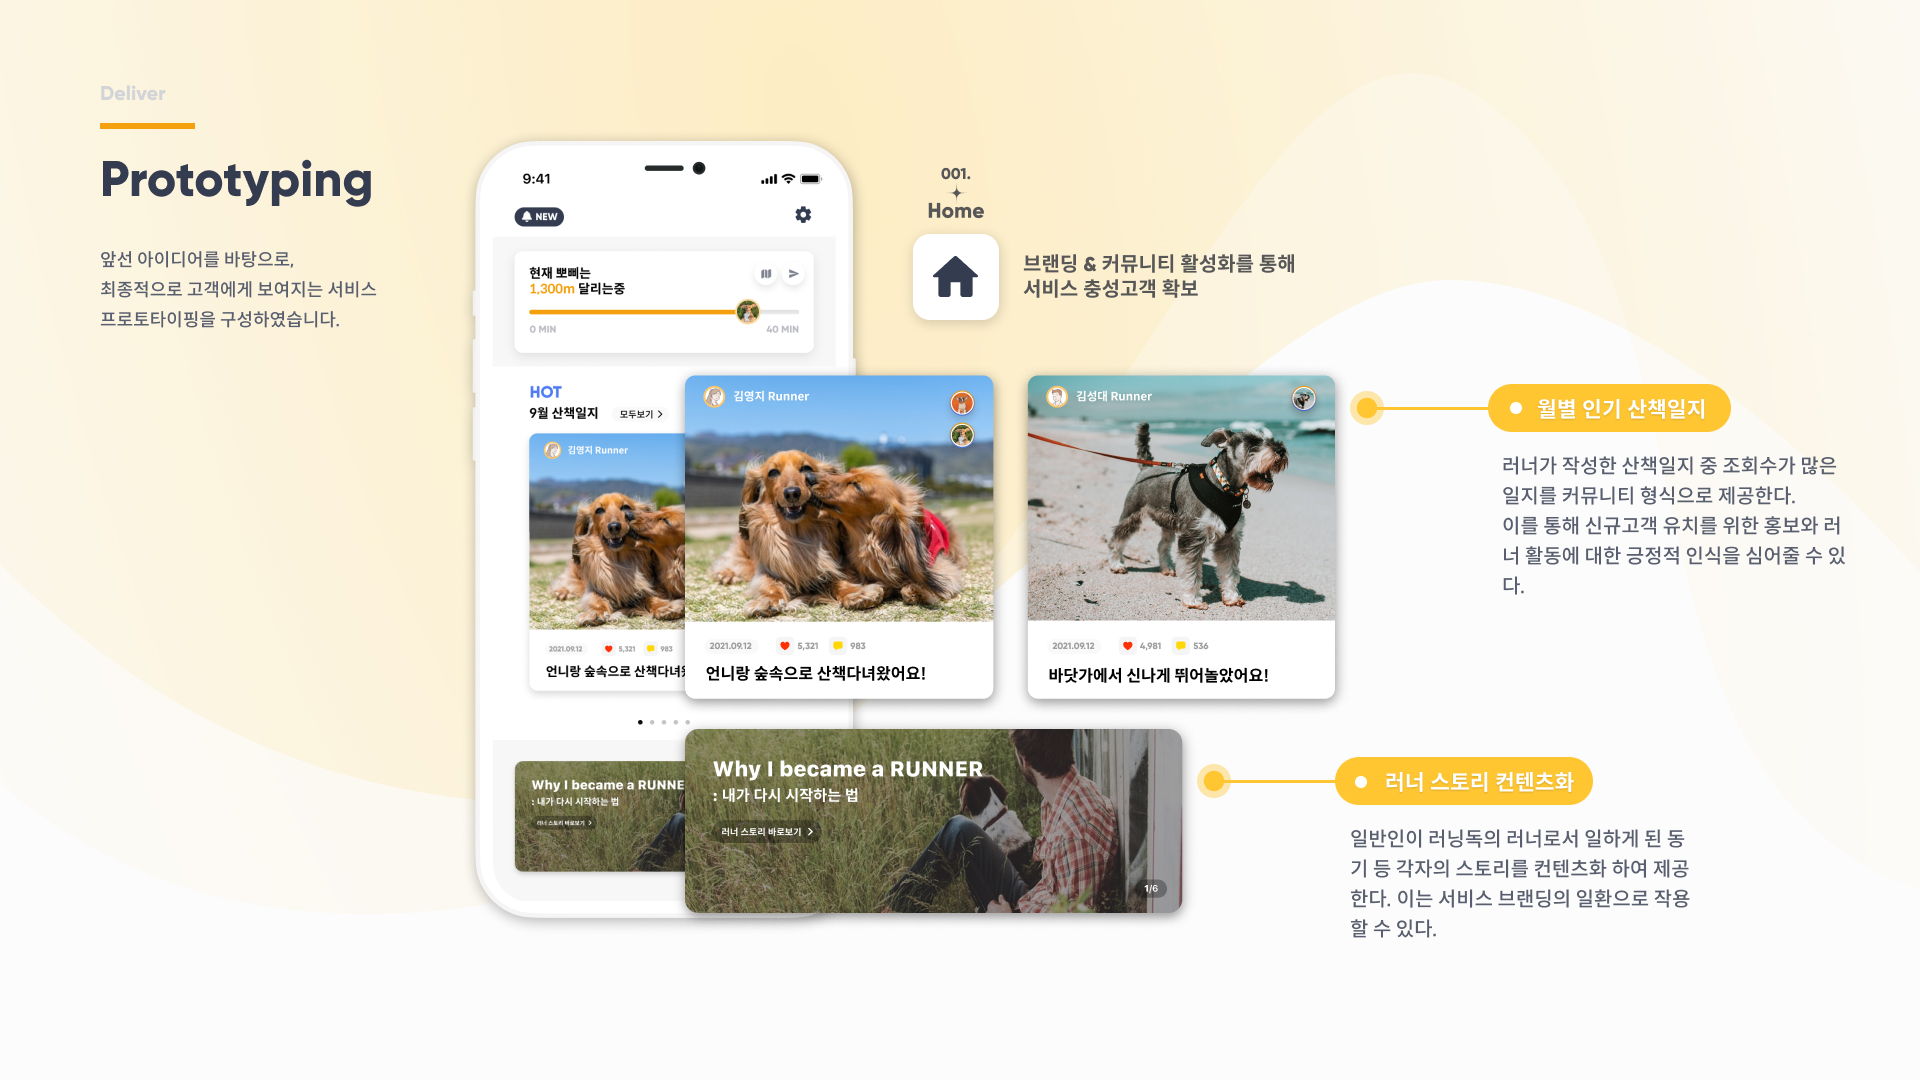 Deliver
Prototyping
앞선 아이디어를 바탕으로,
최종적으로 고객에게 보여지는 서비스
프로토타이핑을 구성하였습니다.
9:41
NEW
현재 뽀삐는
1,300m 달리는중
0 MIN
40 MIN
HOT
9월 산책일지
모두보기
김영지 Runner
2021.09.12
5,321
983
언니랑 숲속으로 산책다녀
Why I became a RUNNE
: 내가 다시 시작하는 법
러너 스토리 바로보기
001.
Home
브랜딩 & 커뮤니티 활성화를 통해
서비스 충성고객 확보
김영지 Runner
2021.09.12
5,321
983
언니랑 숲속으로 산책다녀왔어요!
김성대 Runner
2021.09.12
4,981
536
바닷가에서 신나게 뛰어놀았어요!
월별 인기 산책일지
러너가 작성한 산책일지 중 조회수가 많은
일지를 커뮤니티 형식으로 제공한다.
이를 통해 신규고객 유치를 위한 홍보와 러
너 활동에 대한 긍정적 인식을 심어줄 수 있
다.
Why I became a RUNNER
: 내가 다시 시작하는 법
러너 스토리 바로보기
1/6
러너 스토리 컨텐츠화
일반인이 러닝독의 러너로서 일하게 된 동
기 등 각자의 스토리를 컨텐츠화 하여 제공
한다. 이는 서비스 브랜딩의 일환으로 작용
할 수 있다.